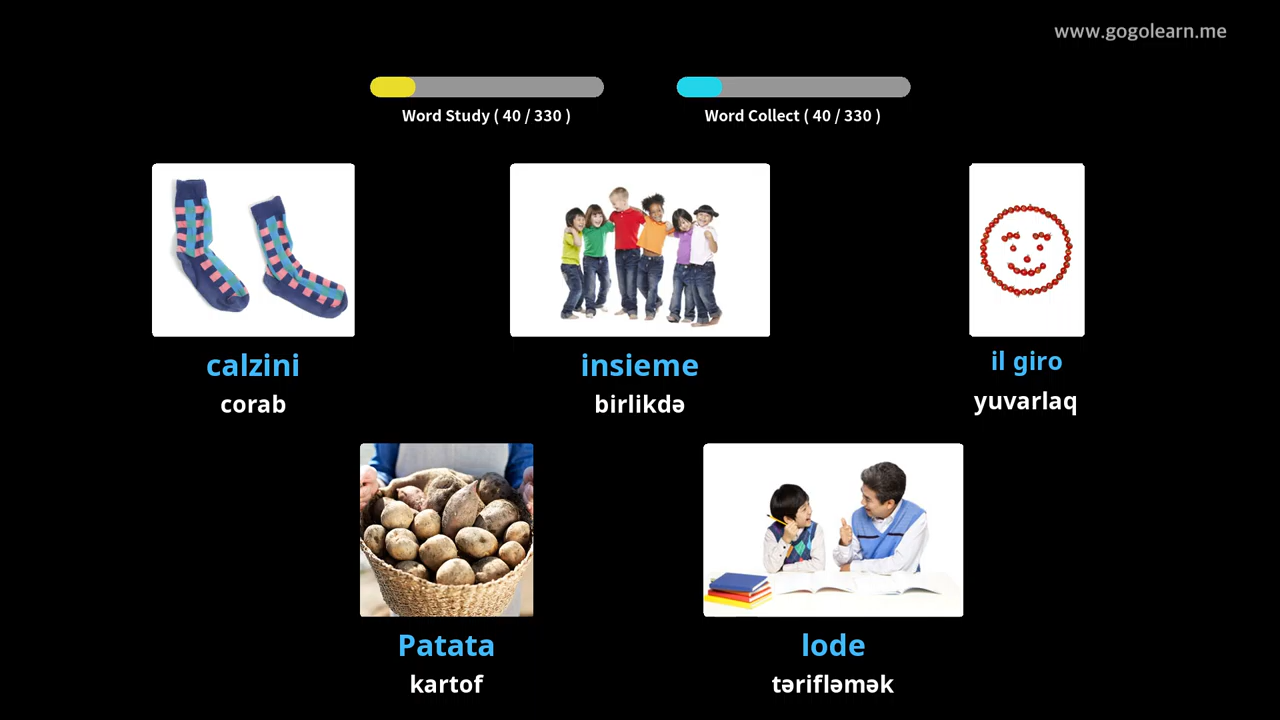 www.gogolearn.me
Word Study ( 40 / 330 )
Word Collect ( 40 / 330 )
calzini
corab
insieme
birlikdə
il giro
yuvarlaq
Patata
kartof
lode
tərifləmək